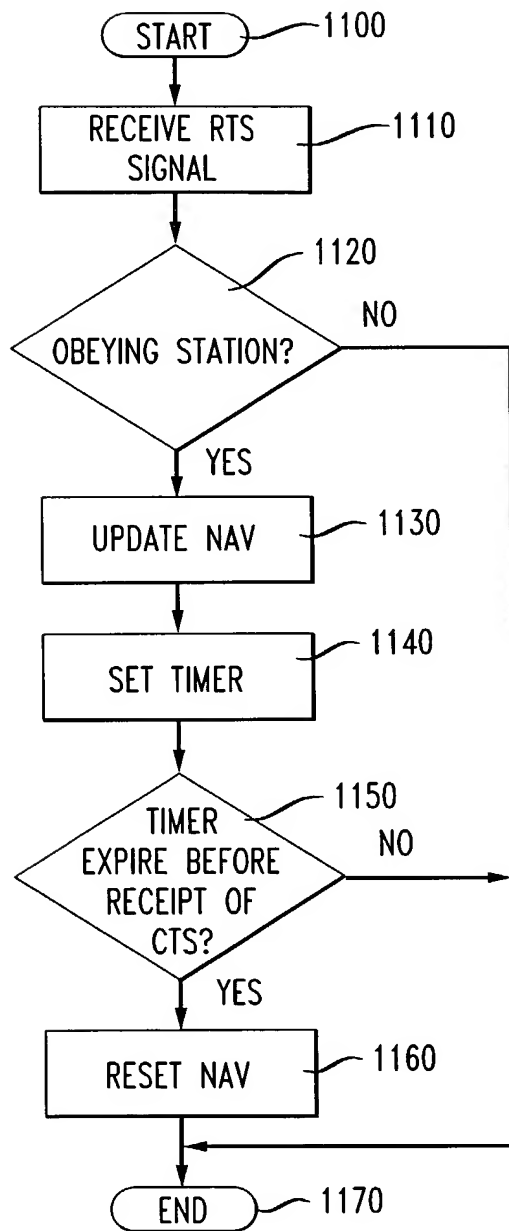 START
1100
RECEIVE RTS
SIGNAL
1110
1120
OBEYING STATION?
NO
YES
UPDATE NAV
1130
SET TIMER
1140
1150
TIMER
EXPIRE BEFORE
RECEIPT OF
CTS?
NO
YES
RESET NAV
1160
END
1170